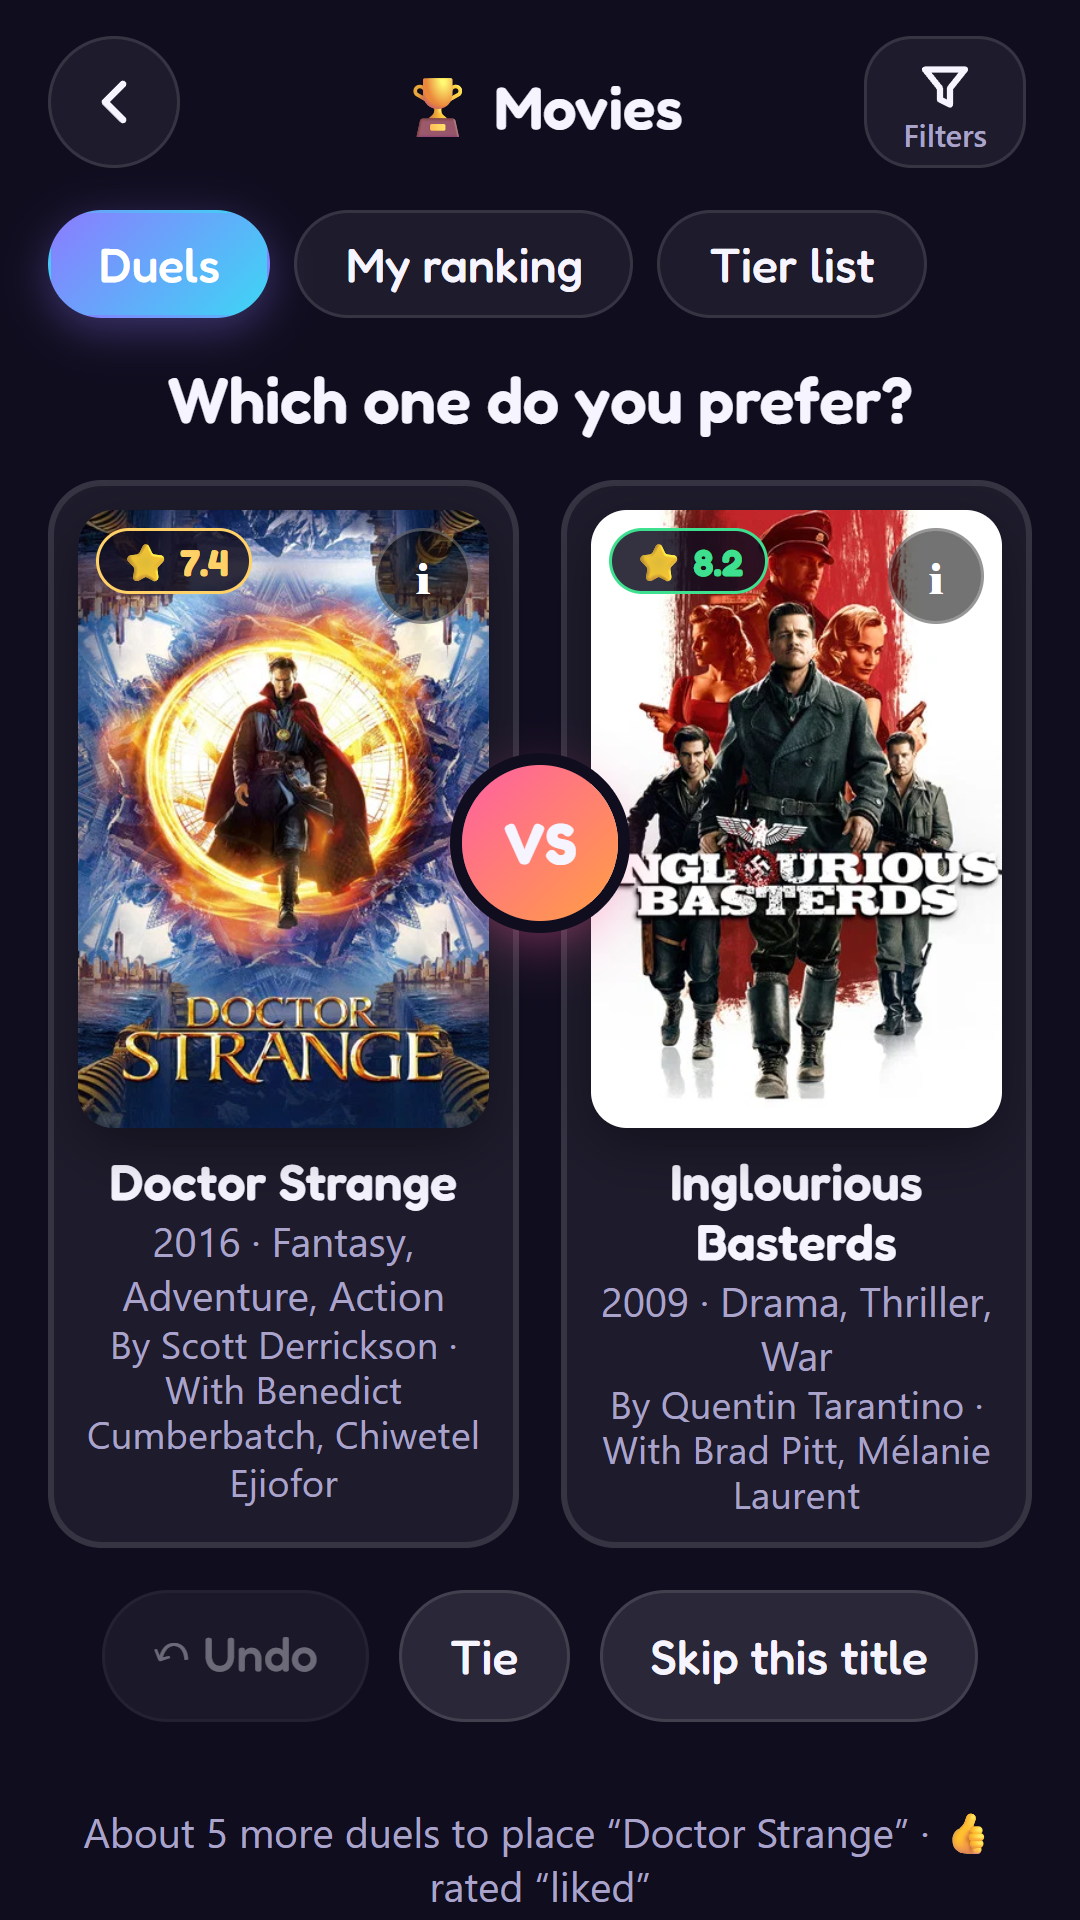 Movies
Filters
Duels
My ranking
Tier list
Which one do you prefer?
7.4
i
8.2
i
DOCTOR
STRANGE
VS
NGLOURIOUS
BASTERDS
Doctor Strange
2016 · Fantasy,
Adventure, Action
By Scott Derrickson ·
With Benedict
Cumberbatch, Chiwetel
Ejiofor
Inglourious
Basterds
2009 · Drama, Thriller,
War
By Quentin Tarantino ·
With Brad Pitt, Mélanie
Laurent
Undo
Tie
Skip this title
About 5 more duels to place “Doctor Strange” · 👍
rated “liked”